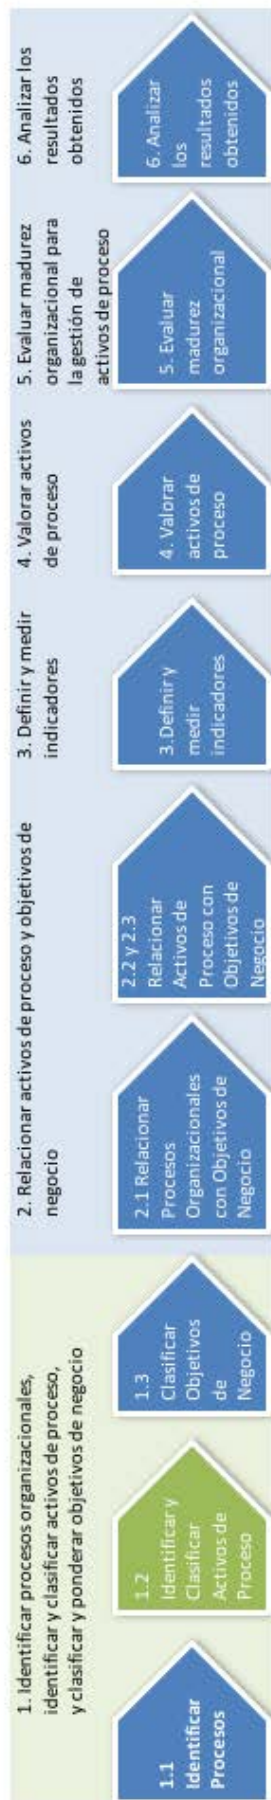 1. Identificar procesos organizacionales,
identificar y clasificar activos de proceso,
y clasificar y ponderar objetivos de negocio
2. Relacionar activos de proceso y objetivos de
negocio
3. Definir y medir
indicadores
4. Valorar activos
de proceso
5. Evaluar madurez
organizacional para
la gestión de
activos de proceso
6. Analizar los
resultados
obtenidos
1.1
Identificar
Procesos
1.2
Identificar y
Clasificar
Activos de
Proceso
1.3
Clasificar
Objetivos
de
Negocio
2.1 Relacionar
Procesos
Organizacionales
con Objetivos de
Negocio
2.2 y 2.3
Relacionar
Activos de
Proceso con
Objetivos de
Negocio
3.Definir y
medir
indicadores
4. Valorar
activos de
proceso
5. Evaluar
madurez
organizacional
6. Analizar
los
resultados
obtenidos